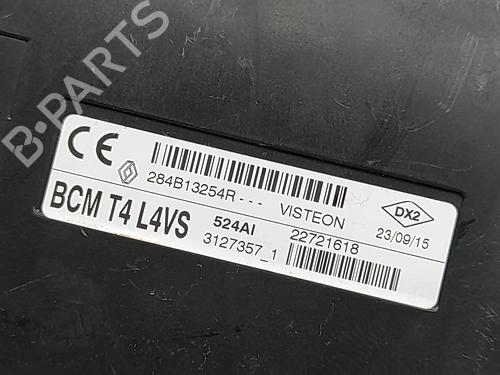 B-PARTS
CE
284B13254R---
VISTEON
DX2
23/09/15
BCM T4 L4VS
524AI
3127357_1
22721618